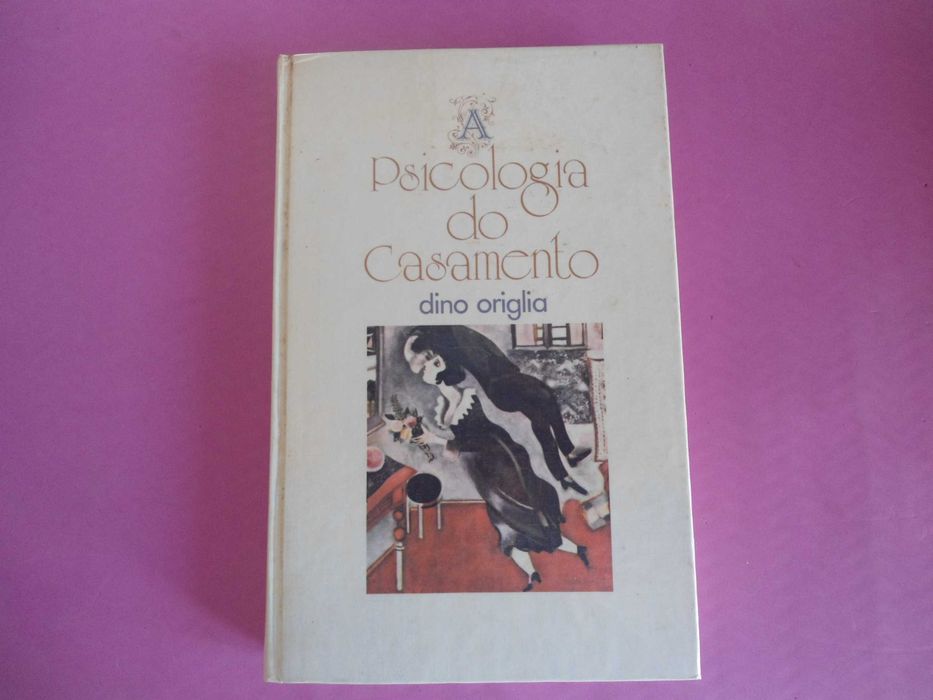 A
Psicologia
do
Casamento
dino origlia